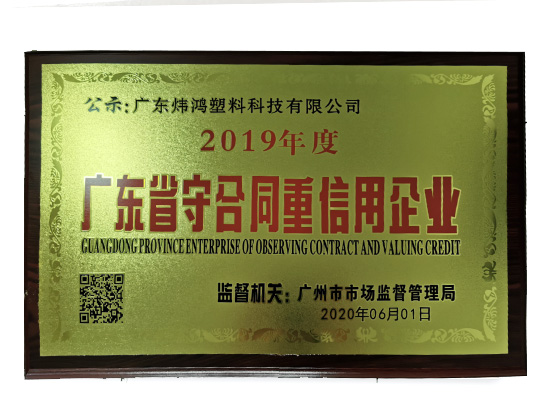 公示:广东炜鸿塑料科技有限公司
2019年度
广东省守合同重信用企业
GUANGDONG PROVINCE ENTERPRISE OF OBSERVING CONTRACT AND VALUING CREDIT
监督机关:广州市市场监督管理局
2020年06月01日